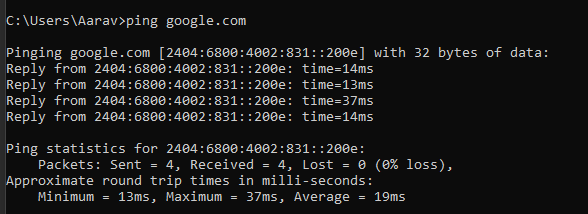 C:\Users\Aarav>ping google.com
Pinging google.com [2404:6800:4002:831::200e] with 32 bytes of data:
Reply from 2404:6800:4002:831::200e: time=14ms
Reply from 2404:6800:4002:831::200e: time=13ms
Reply from 2404:6800:4002:831::200e: time=37ms
Reply from 2404:6800:4002:831::200e: time=14ms
Ping statistics for 2404:6800:4002:831::200e:
    Packets: Sent = 4, Received = 4, Lost = 0 (0% loss),
Approximate round trip times in milli-seconds:
    Minimum = 13ms, Maximum = 37ms, Average = 19ms